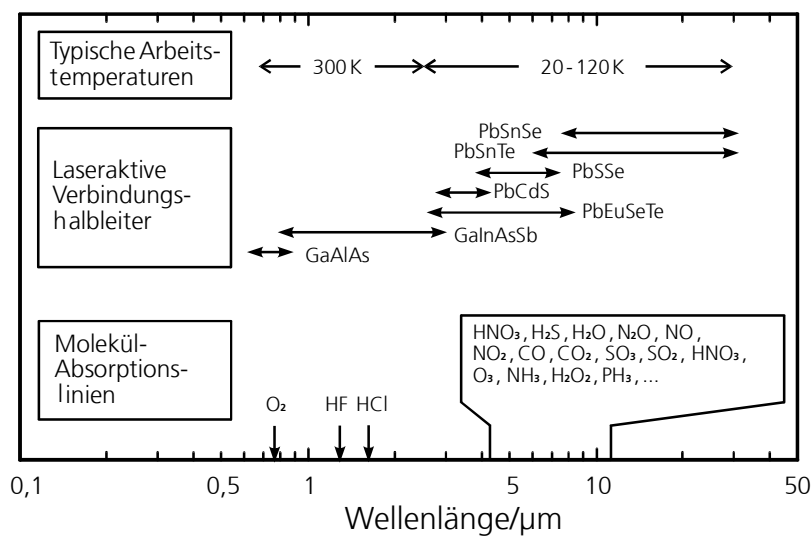 Typische Arbeits-
temperaturen
300 K
20-120K
Laseraktive
Verbindungs-
halbleiter
PbSnSe
PbSnTe
PbSSe
PbCdS
PbEuSeTe
GaInAsSb
GaAlAs
Molekül-
Absorptions-
linien
HNO₃, H₂S, H₂O, N₂O, NO,
NO₂, CO, CO₂, SO₃, SO₂, HNO₃,
O₃, NH₃, H₂O₂, PH₃, ...
O₂ HF HCl
0,1 0,5 1 5 10 50
Wellenlänge/µm